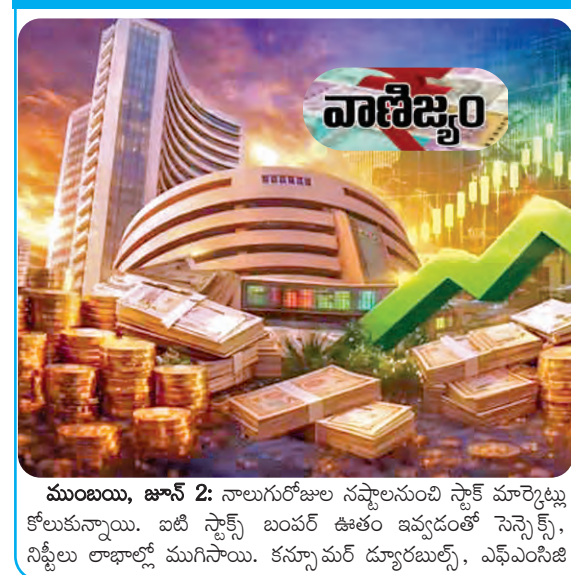 వాణిజ్యం
ముంబయి, జూన్ 2: నాలుగురోజుల నష్టాలనుంచి స్టాక్ మార్కెట్లు
కోలుకున్నాయి. ఐటి స్టాక్స్ బంపర్ ఊతం ఇవ్వడంతో సెన్సెక్స్,
నిఫ్టీలు లాభాల్లో ముగిసాయి. కన్స్యూమర్ డ్యూరబుల్స్, ఎఫ్ఎంసిజి